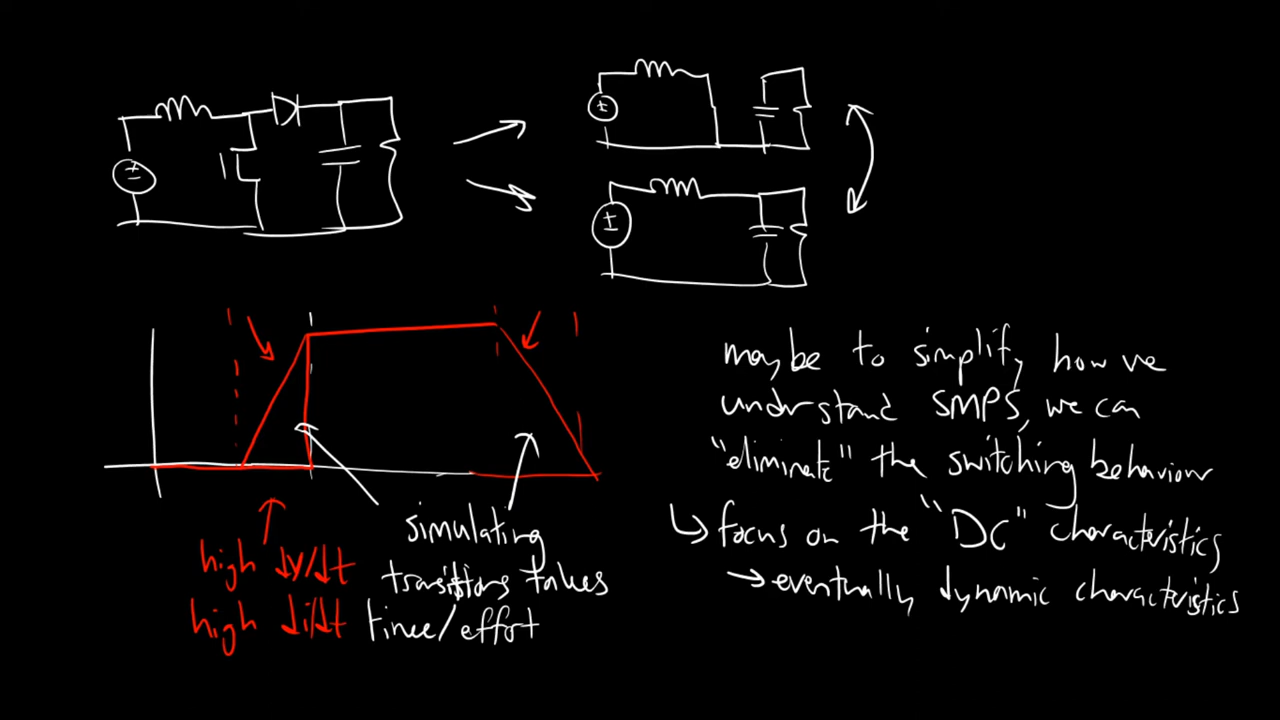 high dv/dt
high di/dt
simulating
transitions takes
time/effort
maybe to simplify how we
understand SMPS, we can
"eliminate" the switching behaviour
↳ focus on the "DC" characteristics
→ eventually dynamic characteristics